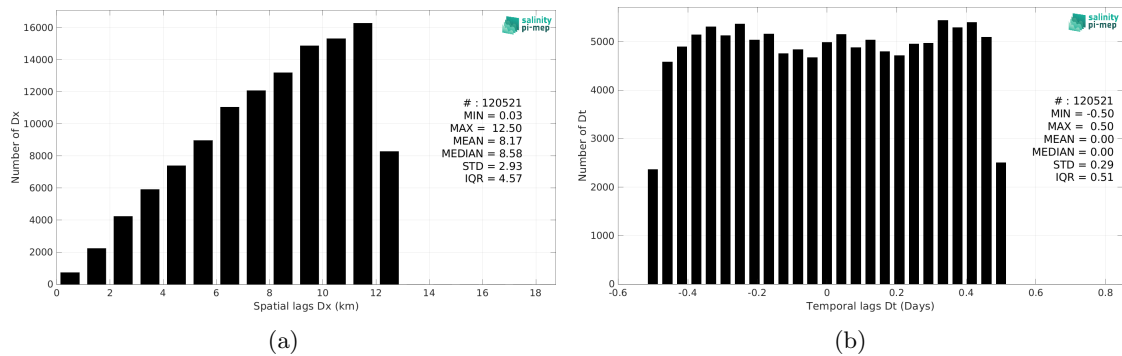 16000
14000
12000
10000
8000
6000
4000
2000
0
Number of Dx
0 2 4 6 8 10 12 14 16 18
Spatial lags Dx (km)
salinity
pi-mep
# : 120521
MIN = 0.03
MAX = 12.50
MEAN = 8.17
MEDIAN = 8.58
STD = 2.93
IQR = 4.57
(a)
5000
4000
3000
2000
1000
0
Number of Dt
-0.6 -0.4 -0.2 0 0.2 0.4 0.6 0.8
Temporal lags Dt (Days)
salinity
pi-mep
# : 120521
MIN = -0.50
MAX = 0.50
MEAN = 0.00
MEDIAN = 0.00
STD = 0.29
IQR = 0.51
(b)